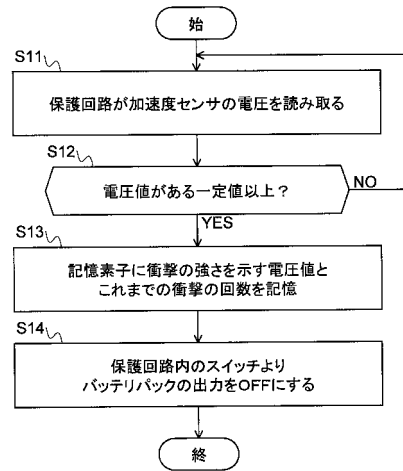 始
S11
保護回路が加速度センサの電圧を読み取る
S12
電圧値がある一定値以上?
NO
YES
S13
記憶素子に衝撃の強さを示す電圧値と
これまでの衝撃の回数を記憶
S14
保護回路内のスイッチより
バッテリパックの出力をOFFにする
終